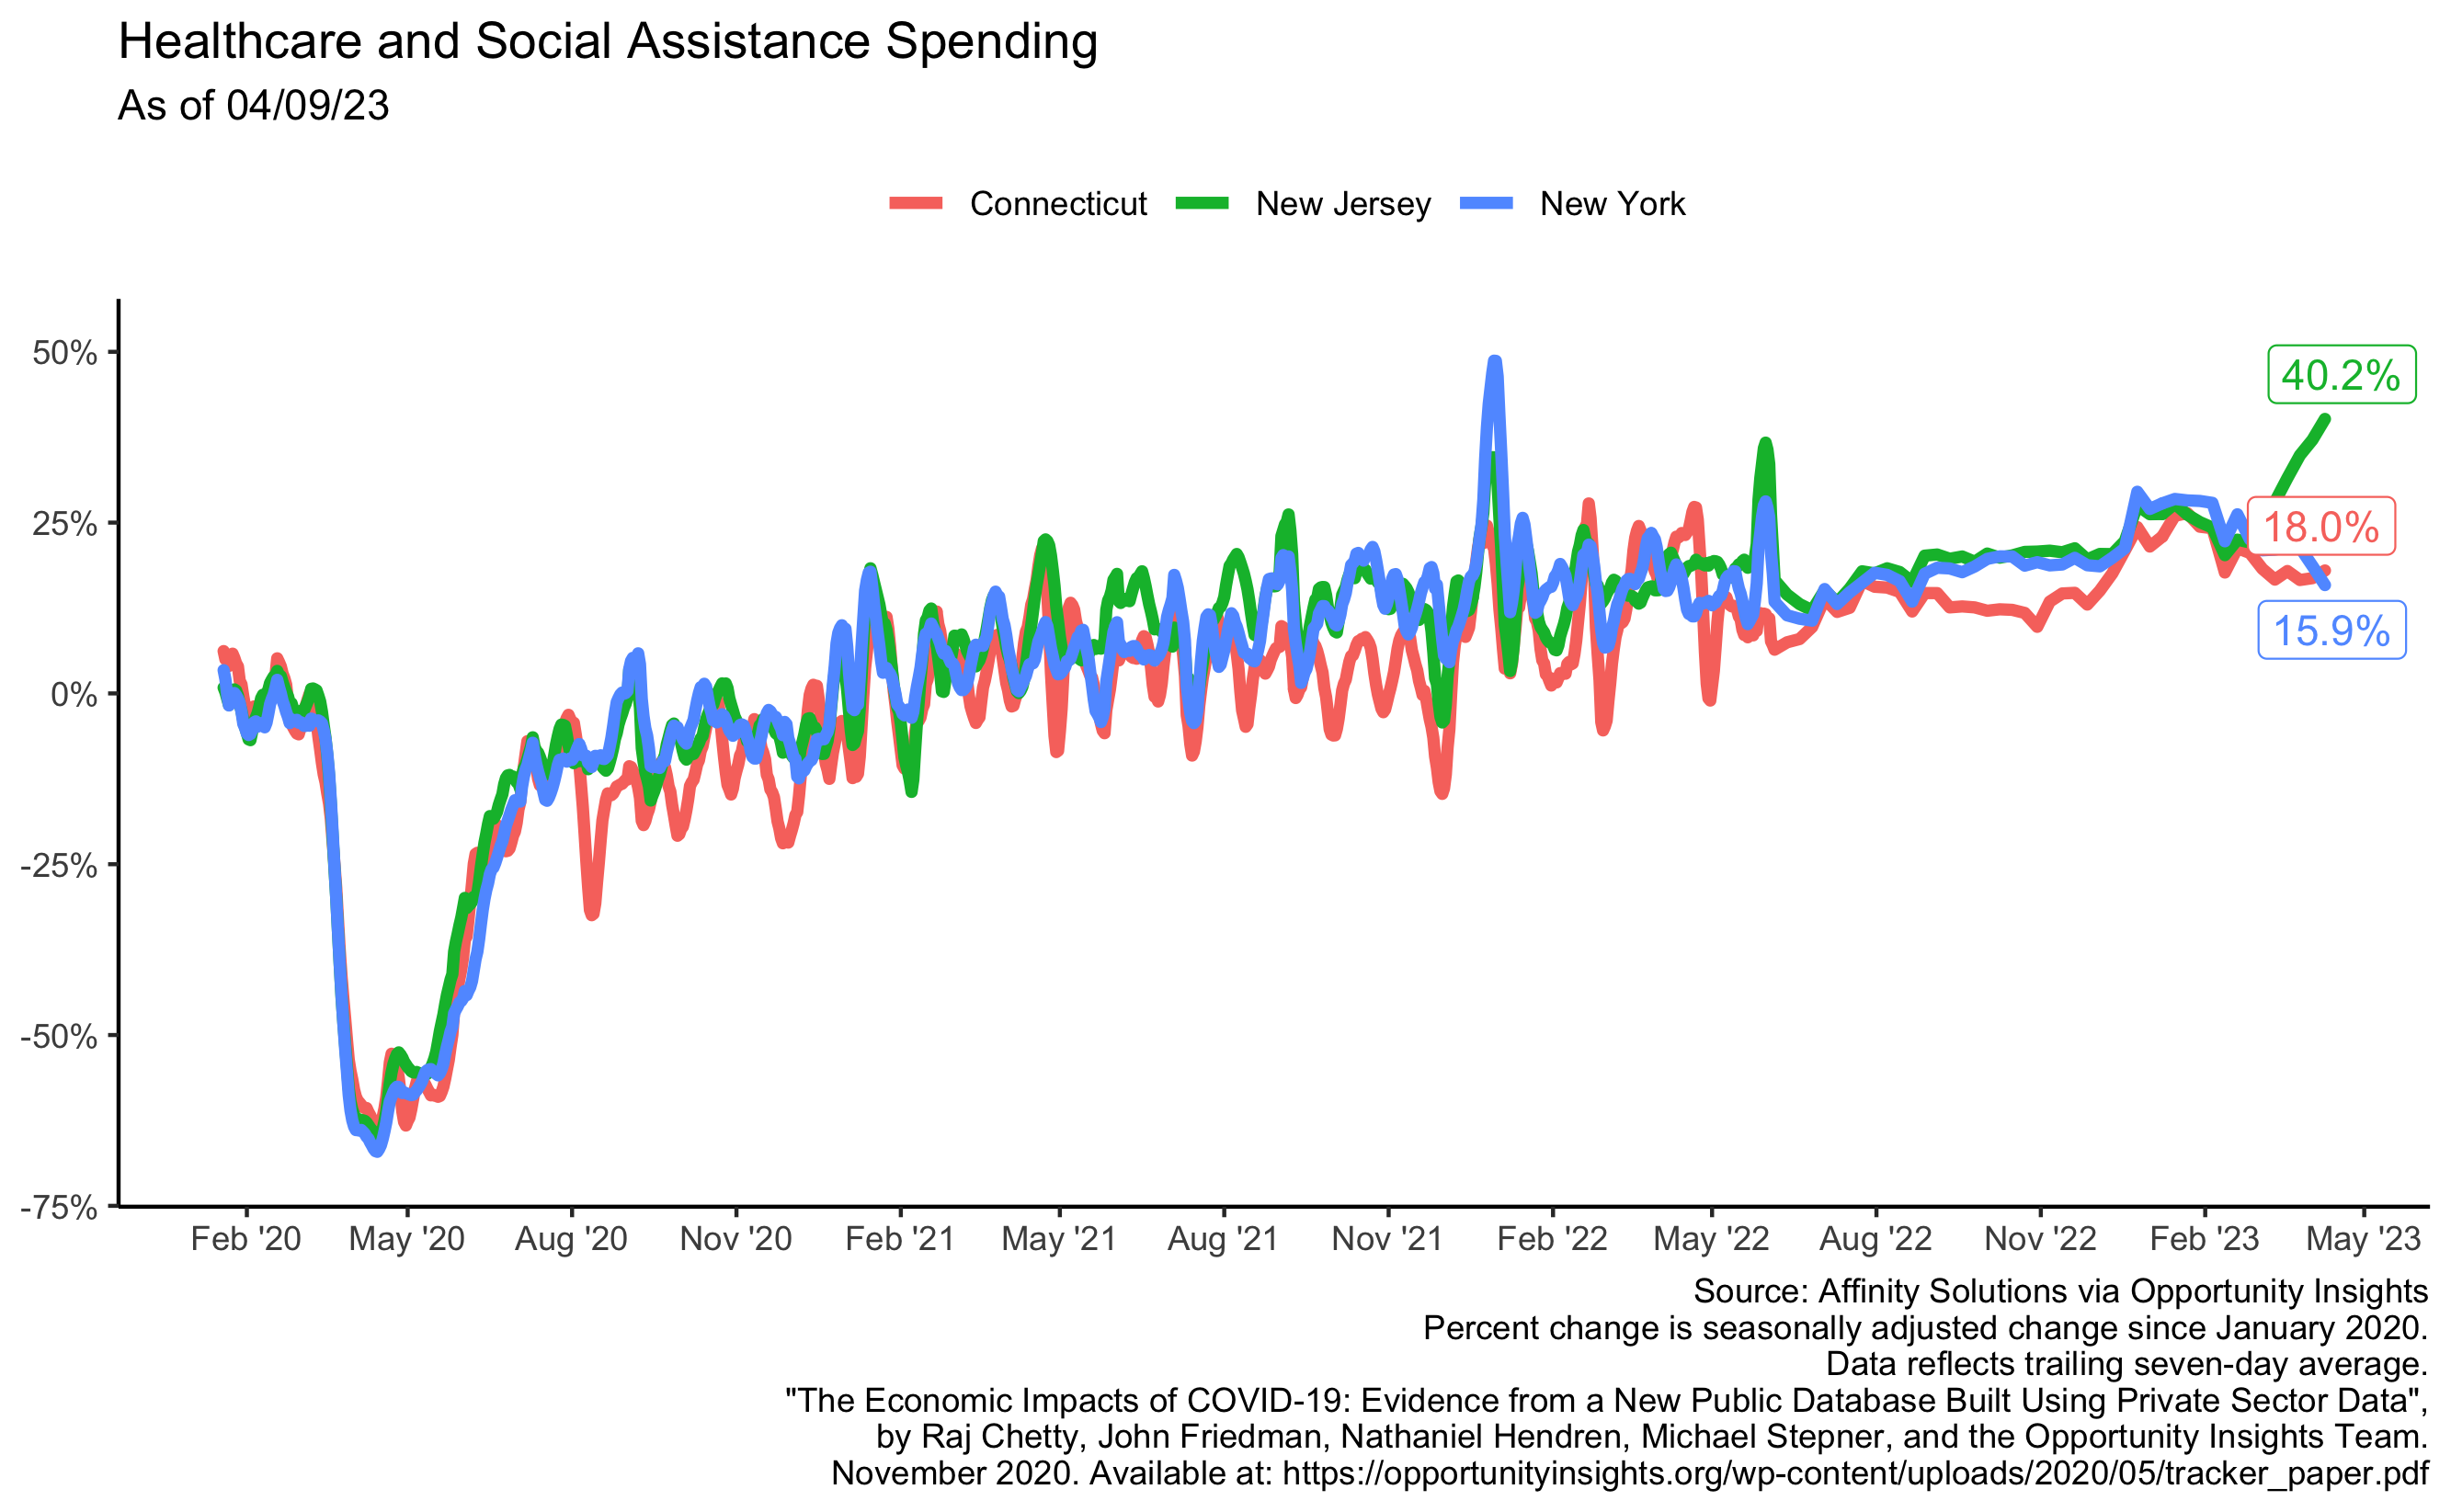 Healthcare and Social Assistance Spending
As of 04/09/23
Connecticut New Jersey New York
50%
25%
0%
-25%
-50%
-75%
40.2%
18.0%
15.9%
Feb '20 May '20 Aug '20 Nov '20 Feb '21 May '21 Aug '21 Nov '21 Feb '22 May '22 Aug '22 Nov '22 Feb '23 May '23
Source: Affinity Solutions via Opportunity Insights
Percent change is seasonally adjusted change since January 2020.
Data reflects trailing seven-day average.
"The Economic Impacts of COVID-19: Evidence from a New Public Database Built Using Private Sector Data",
by Raj Chetty, John Friedman, Nathaniel Hendren, Michael Stepner, and the Opportunity Insights Team.
November 2020. Available at: https://opportunityinsights.org/wp-content/uploads/2020/05/tracker_paper.pdf